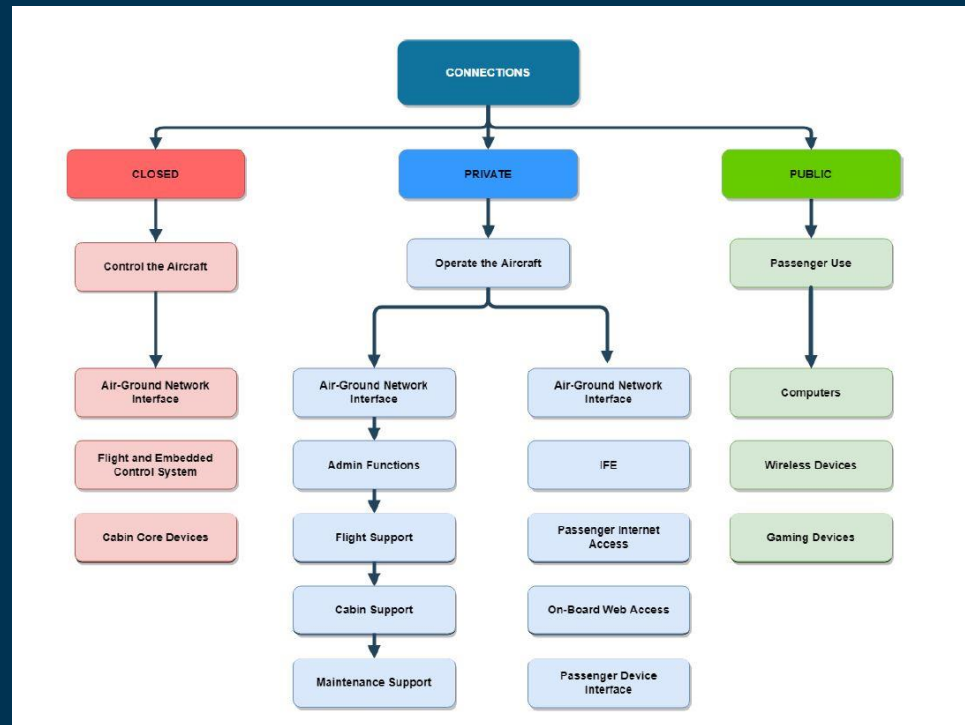 CONNECTIONS
CLOSED
PRIVATE
PUBLIC
Control the Aircraft
Operate the Aircraft
Passenger Use
Air-Ground Network
Interface
Air-Ground Network
Interface
Air-Ground Network
Interface
Computers
Flight and Embedded
Control System
Admin Functions
IFE
Wireless Devices
Cabin Core Devices
Flight Support
Passenger Internet
Access
Gaming Devices
Cabin Support
On-Board Web Access
Maintenance Support
Passenger Device
Interface